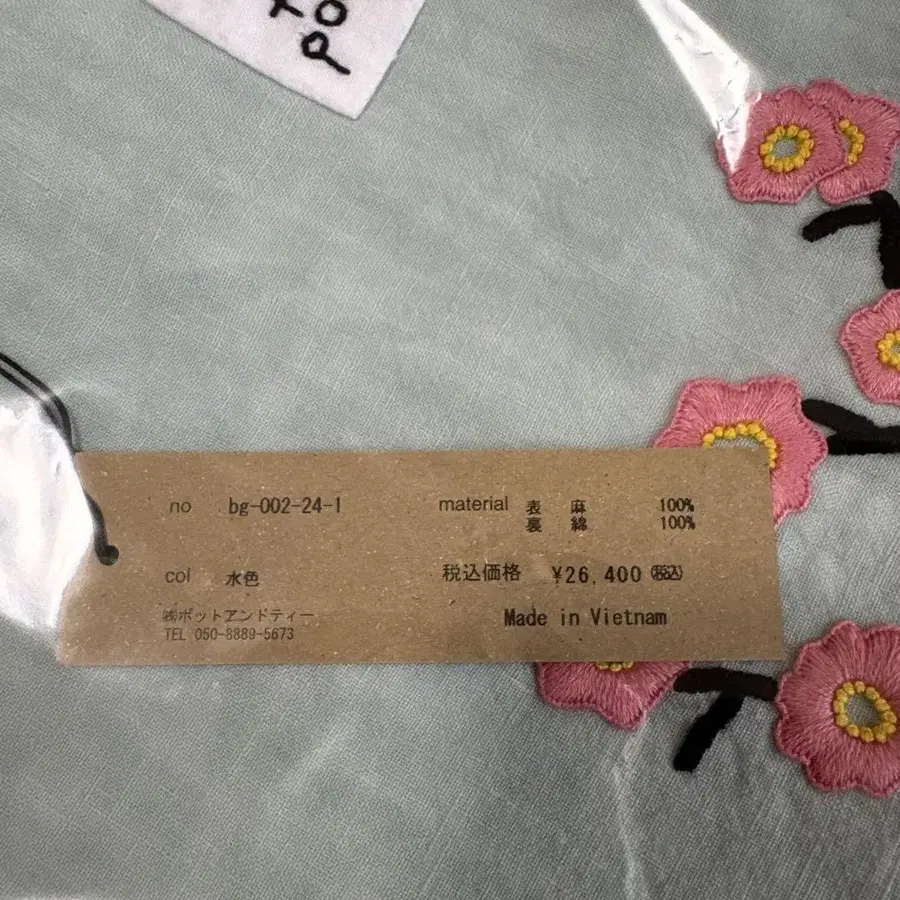 po
no bg-002-24-1
material 表 麻 100%
裏 綿 100%
col 水色
税込価格 ¥26,400 (税込)
㈱ポットアンドティー
TEL 050-8889-5673
Made in Vietnam